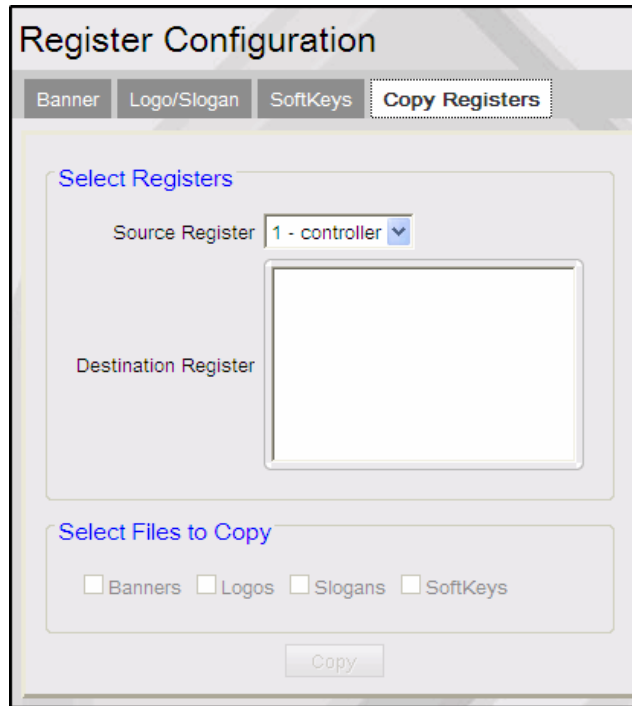 Register Configuration
Banner Logo/Slogan SoftKeys Copy Registers
Select Registers
Source Register 1 - controller
Destination Register
Select Files to Copy
Banners Logos Slogans SoftKeys
Copy